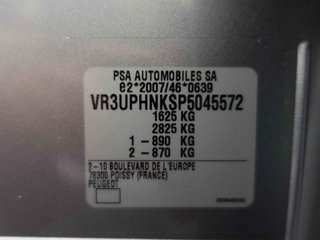 PSA AUTOMOBILES SA
e2*2007/46*0639
VR3UPHNKSP5045572
1625 KG
2825 KG
1 -890 KG
2 -870 KG
2-10 BOULEVARD DE L'EUROPE
78300 POISSY (FRANCE)
PEUGEOT